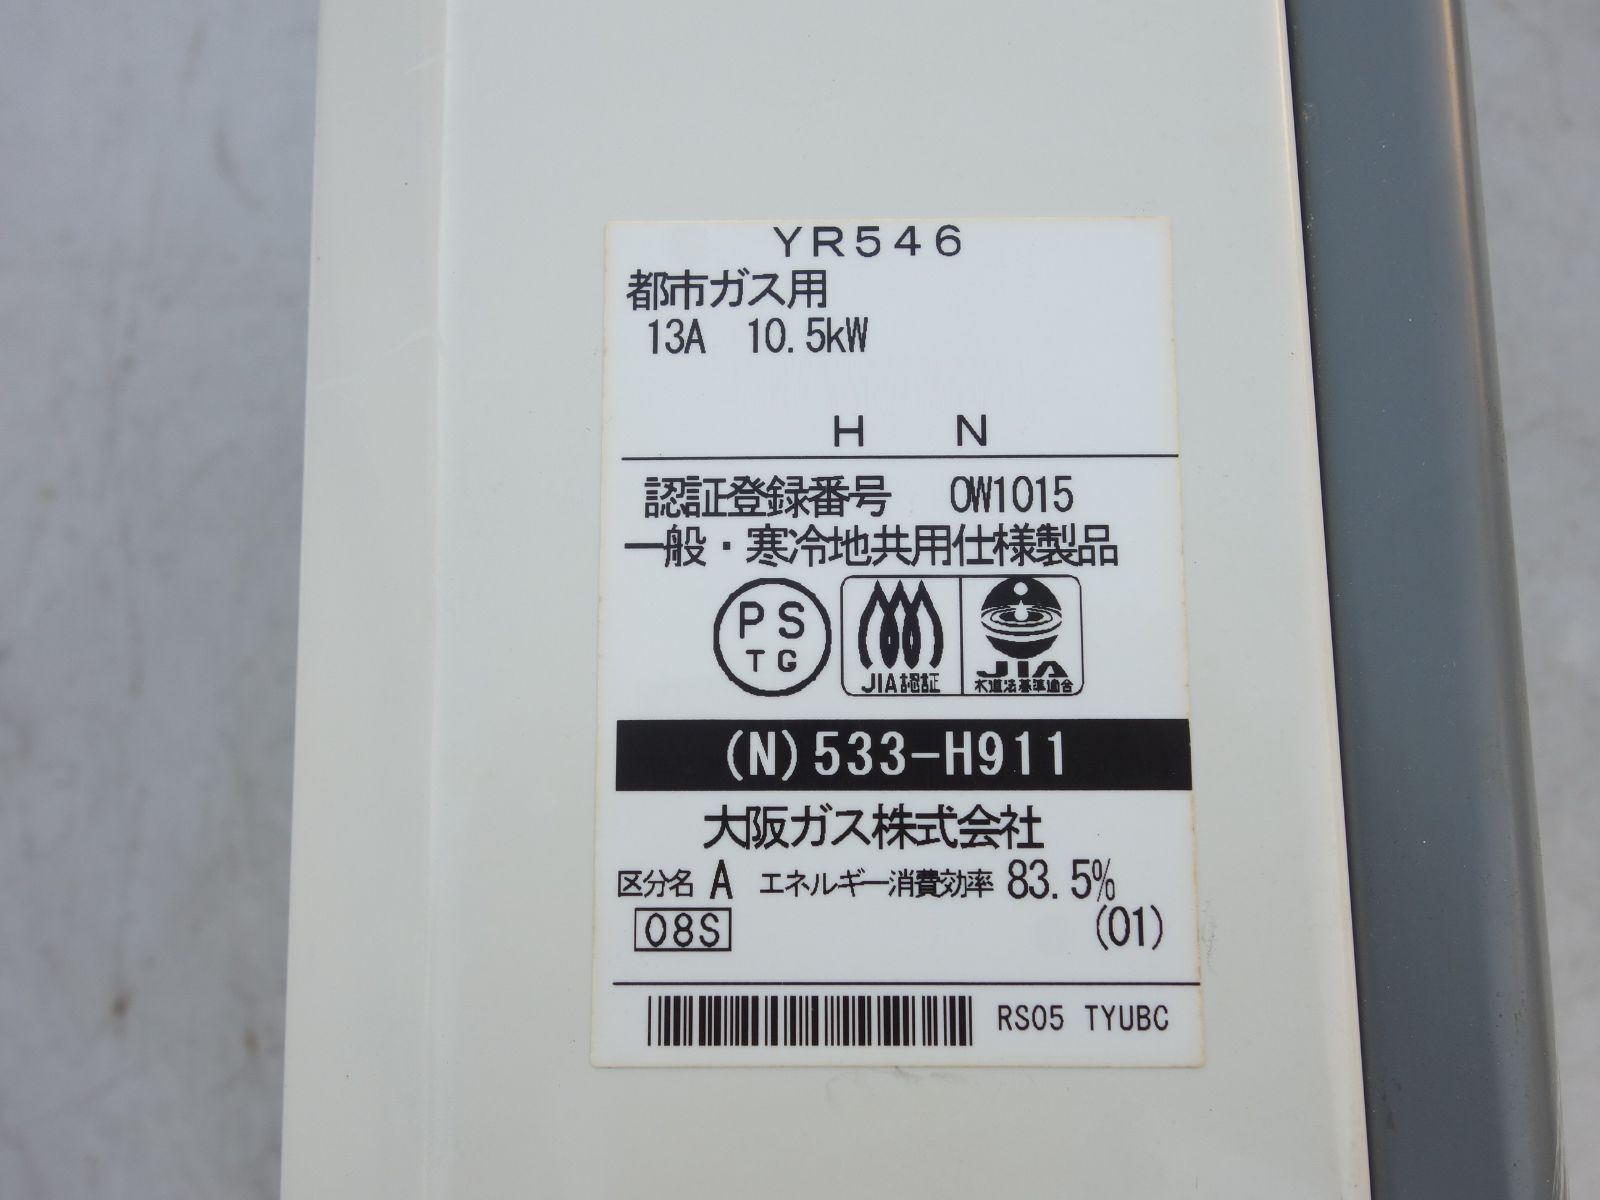 YR546
都市ガス用
13A 10.5kW
H N
認証登録番号 OW1015
一般・寒冷地共用仕様製品
PS
TG
JIA認証
JIA
水道法基準適合
(N)533-H911
大阪ガス株式会社
区分名 A エネルギー消費効率 83.5%
08S (01)
RS05 TYUBC